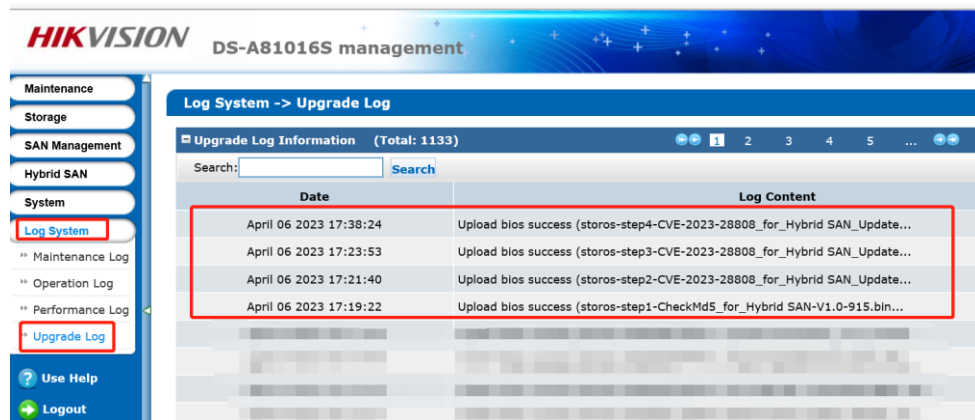 HIKVISION
DS-A81016S management
Maintenance
Storage
SAN Management
Hybrid SAN
System
Log System
Maintenance Log
Operation Log
Performance Log
Upgrade Log
Use Help
Logout
Log System -> Upgrade Log
Upgrade Log Information (Total: 1133) 1 2 3 4 5 ...
Search: Search
Date Log Content
April 06 2023 17:38:24 Upload bios success (storos-step4-CVE-2023-28808_for_Hybrid SAN_Update...
April 06 2023 17:23:53 Upload bios success (storos-step3-CVE-2023-28808_for_Hybrid SAN_Update...
April 06 2023 17:21:40 Upload bios success (storos-step2-CVE-2023-28808_for_Hybrid SAN_Update...
April 06 2023 17:19:22 Upload bios success (storos-step1-CheckMd5_for_Hybrid SAN-V1.0-915.bin...